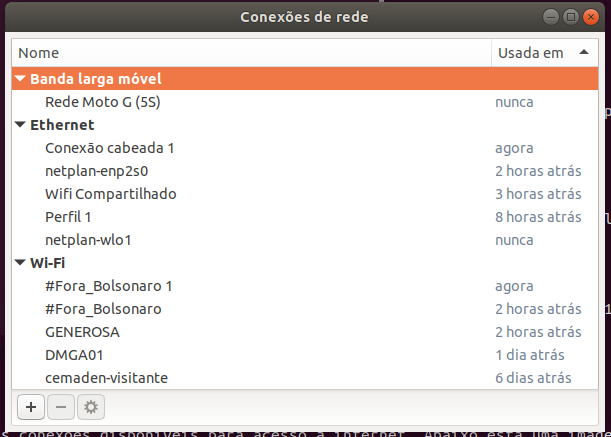 Conexões de rede
Nome Usada em
Banda larga móvel
Rede Moto G (5S) nunca
Ethernet
Conexão cabeada 1 agora
netplan-enp2s0 2 horas atrás
Wifi Compartilhado 3 horas atrás
Perfil 1 8 horas atrás
netplan-wlo1 nunca
Wi-Fi
#Fora_Bolsonaro 1 agora
#Fora_Bolsonaro 2 horas atrás
GENEROSA 2 horas atrás
DMGA01 1 dia atrás
cemaden-visitante 6 dias atrás
s conexões disponíveis para acesso a internet. Abaixo está uma image